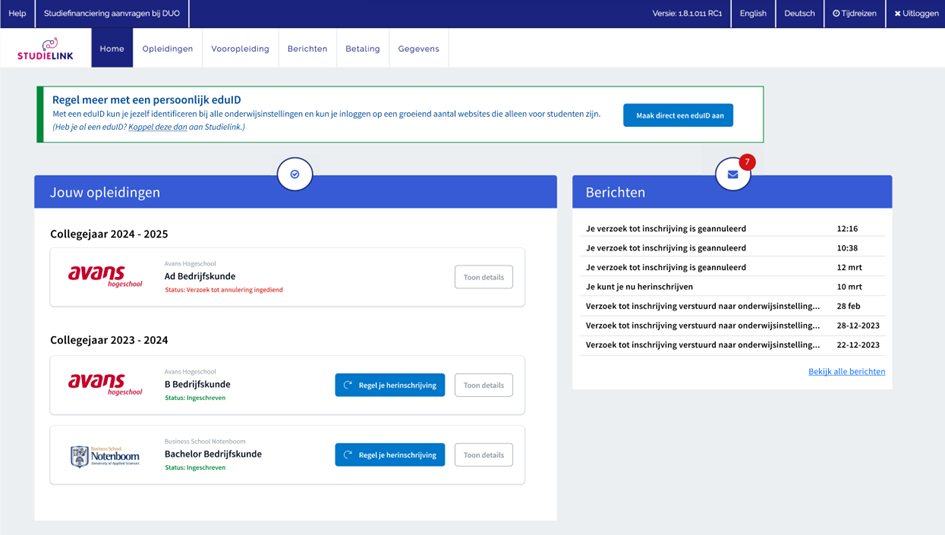 Help
Studiefinanciering aanvragen bij DUO
Versie: 1.8.1.011 RC1
English
Deutsch
Tijdreizen
Uitloggen
STUDIELINK
Home
Opleidingen
Vooropleiding
Berichten
Betaling
Gegevens
Regel meer met een persoonlijk eduID
Met een eduID kun je jezelf identificeren bij alle onderwijsinstellingen en kun je inloggen op een groeiend aantal websites die alleen voor studenten zijn.
(Heb je al een eduID? Koppel deze dan aan Studielink.)
Maak direct een eduID aan
Jouw opleidingen
Collegejaar 2024 - 2025
avans
hogeschool
Avans Hogeschool
Ad Bedrijfskunde
Status: Verzoek tot annulering ingediend
Toon details
Collegejaar 2023 - 2024
avans
hogeschool
Avans Hogeschool
B Bedrijfskunde
Status: Ingeschreven
Regel je herinschrijving
Toon details
Business School
Notenboom
University of Applied Sciences
Business School Notenboom
Bachelor Bedrijfskunde
Status: Ingeschreven
Regel je herinschrijving
Toon details
7
Berichten
Je verzoek tot inschrijving is geannuleerd 12:16
Je verzoek tot inschrijving is geannuleerd 10:38
Je verzoek tot inschrijving is geannuleerd 12 mrt
Je kunt je nu herinschrijven 10 mrt
Verzoek tot inschrijving verstuurd naar onderwijsinstelling... 28 feb
Verzoek tot inschrijving verstuurd naar onderwijsinstelling... 28-12-2023
Verzoek tot inschrijving verstuurd naar onderwijsinstelling... 22-12-2023
Bekijk alle berichten